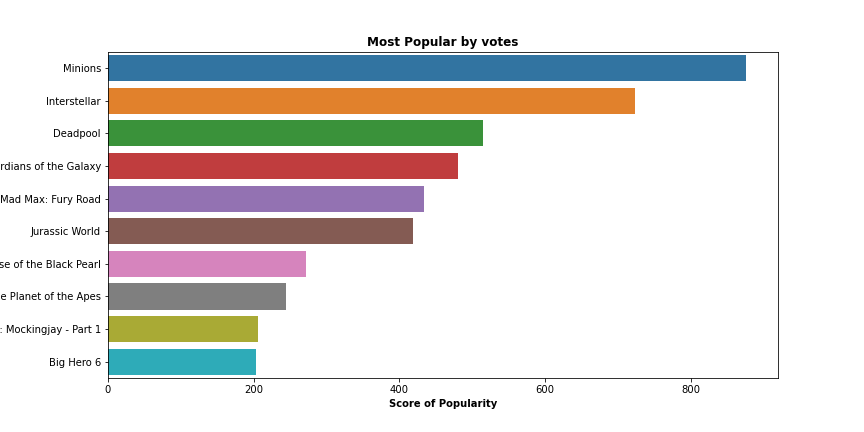 Most Popular by votes
Minions
Interstellar
Deadpool
rdians of the Galaxy
Mad Max: Fury Road
Jurassic World
se of the Black Pearl
e Planet of the Apes
: Mockingjay - Part 1
Big Hero 6
0 200 400 600 800
Score of Popularity